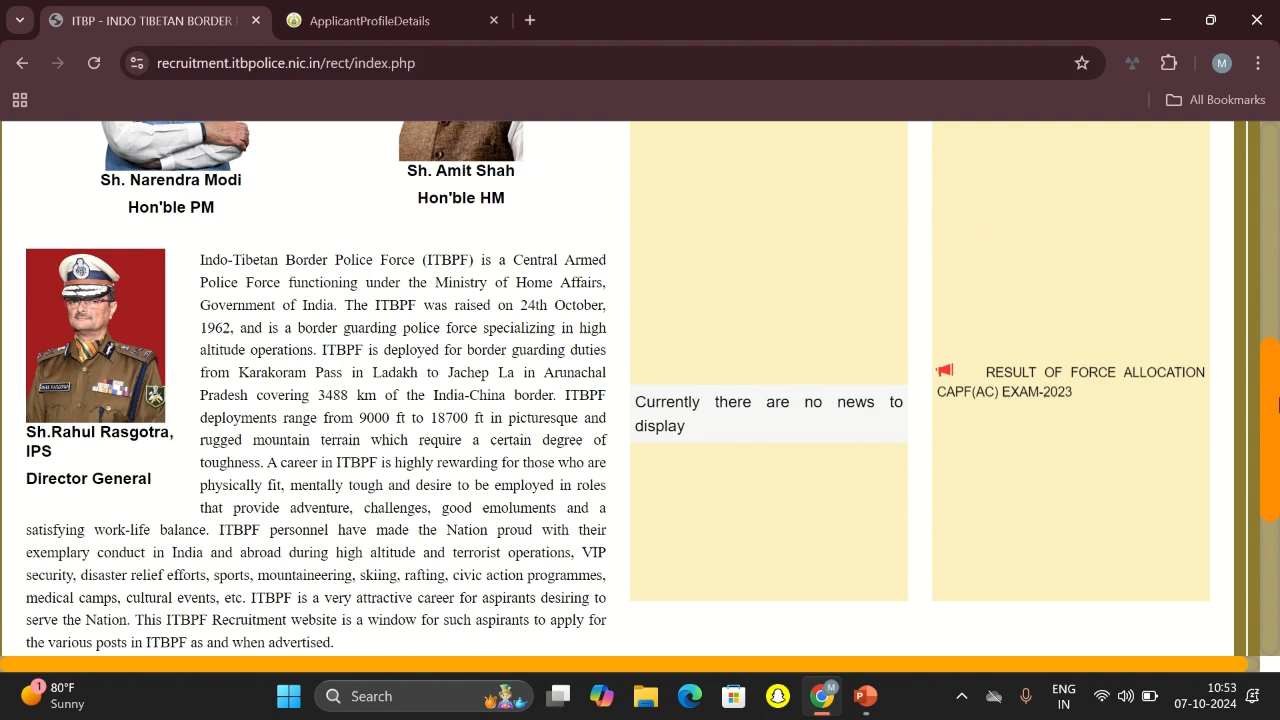 ITBP - INDO TIBETAN BORDER
ApplicantProfileDetails
recruitment.itbpolice.nic.in/rect/index.php
M
All Bookmarks
Sh. Narendra Modi
Hon'ble PM
Sh. Amit Shah
Hon'ble HM
Sh.Rahul Rasgotra,
IPS
Director General
Indo-Tibetan Border Police Force (ITBPF) is a Central Armed
Police Force functioning under the Ministry of Home Affairs,
Government of India. The ITBPF was raised on 24th October,
1962, and is a border guarding police force specializing in high
altitude operations. ITBPF is deployed for border guarding duties
from Karakoram Pass in Ladakh to Jachep La in Arunachal
Pradesh covering 3488 km of the India-China border. ITBPF
deployments range from 9000 ft to 18700 ft in picturesque and
rugged mountain terrain which require a certain degree of
toughness. A career in ITBPF is highly rewarding for those who are
physically fit, mentally tough and desire to be employed in roles
that provide adventure, challenges, good emoluments and a
satisfying work-life balance. ITBPF personnel have made the Nation proud with their
exemplary conduct in India and abroad during high altitude and terrorist operations, VIP
security, disaster relief efforts, sports, mountaineering, skiing, rafting, civic action programmes,
medical camps, cultural events, etc. ITBPF is a very attractive career for aspirants desiring to
serve the Nation. This ITBPF Recruitment website is a window for such aspirants to apply for
the various posts in ITBPF as and when advertised.
Currently there are no news to
display
RESULT OF FORCE ALLOCATION
CAPF(AC) EXAM-2023
1
80°F
Sunny
Search
M
P
ENG
IN
10:53
07-10-2024